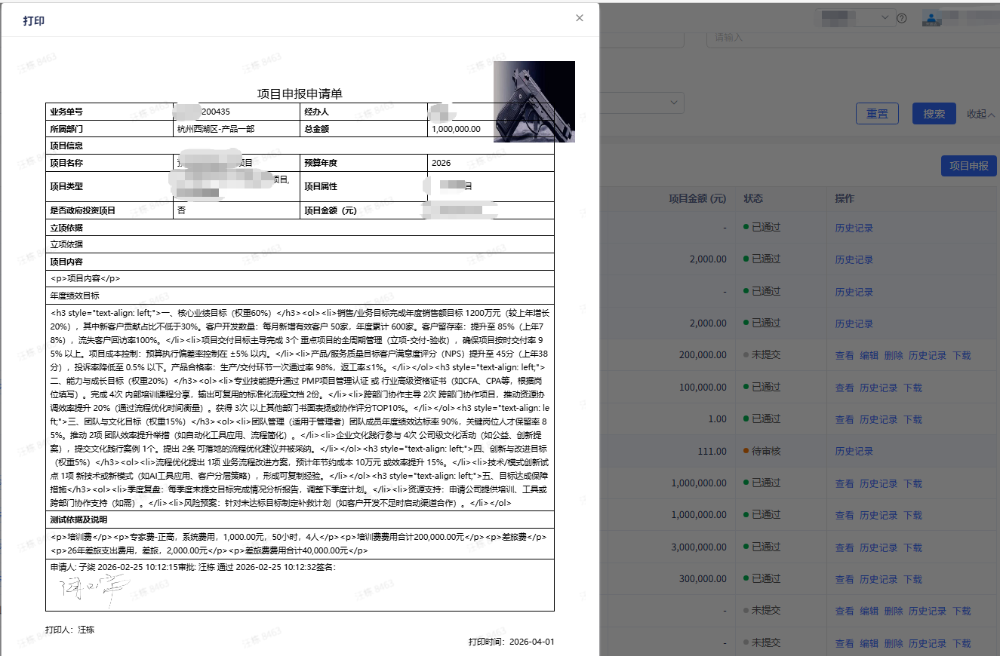 打印
汪栋 8463
请输入
项目申报申请单
业务单号 200435 经办人
所属部门 杭州西湖区-产品一部 总金额 1,000,000.00
项目信息
项目名称 项目 预算年度 2026
项目类型 项目, 项目属性 目
是否政府投资项目 否 项目金额（元）
立项依据
立项依据
项目内容
<p>项目内容</p>
年度绩效目标
<h3 style="text-align: left;">一、核心业绩目标（权重60%）</h3><ol><li>销售/业务目标完成年度销售额目标 1200万元（较上年增长
20%），其中新客户贡献占比不低于30%。客户开发数量：每月新增有效客户 50家，年度累计 600家。客户留存率：提升至 85%（上年7
8%），流失客户回访率100%。</li><li>项目交付目标主导完成 3个 重点项目的全周期管理（立项-交付-验收），确保项目按时交付率 9
5% 以上。项目成本控制：预算执行偏差率控制在 ±5% 以内。</li><li>产品/服务质量目标客户满意度评分（NPS）提升至 45分（上年38
分），投诉率降低至 0.5% 以下。产品合格率：生产/交付环节一次通过率 98%，返工率≤1%。</li></ol><h3 style="text-align: left;">
二、能力与成长目标（权重20%）</h3><ol><li>专业技能提升通过 PMP项目管理认证 或 行业高级资格证书（如CFA、CPA等，根据岗
位填写）。完成 4次 内部培训课程分享，输出可复用的标准化流程文档 2份。</li><li>跨部门协作主导 2次 跨部门协作项目，推动资源协
调效率提升 20%（通过流程优化时间衡量）。获得 3次 以上其他部门书面表扬或协作评分TOP10%。</li></ol><h3 style="text-align: le
ft;">三、团队与文化目标（权重15%）</h3><ol><li>团队管理（适用于管理者）团队成员年度绩效达标率 90%，关键岗位人才保留率 8
5%。推动 2项 团队效率提升举措（如自动化工具应用、流程简化）。</li><li>企业文化践行参与 4次 公司级文化活动（如公益、创新提
案），提交文化践行案例 1个。提出 2条 可落地的流程优化建议并被采纳。</li></ol><h3 style="text-align: left;">四、创新与改进目标
（权重5%）</h3><ol><li>流程优化提出 1项 业务流程改进方案，预计年节约成本 10万元 或效率提升 15%。</li><li>技术/模式创新试
点 1项 新技术或新模式（如AI工具应用、客户分层策略），形成可复制经验。</li></ol><h3 style="text-align: left;">五、目标达成保障
措施</h3><ol><li>季度复盘：每季度末提交目标完成情况分析报告，调整下季度计划。</li><li>资源支持：申请公司提供培训、工具或
跨部门协作支持（如需）。</li><li>风险预案：针对未达标目标制定补救计划（如客户开发不足时启动渠道合作）。</li></ol>
测试依据及说明
<p>培训费</p><p>专家费-正高，系统费用，1,000.00元，50小时，4人</p><p>培训费费用合计200,000.00元</p><p>差旅费</p>
<p>26年差旅支出费用，差旅，2,000.00元</p><p>差旅费费用合计40,000.00元</p>
申请人: 子柒 2026-02-25 10:12:15审批: 汪栋 通过 2026-02-25 10:12:32签名：
打印人：汪栋
打印时间：2026-04-01
重置 搜索 收起
项目申报
项目金额 (元) 状态 操作
- 已通过 历史记录
2,000.00 已通过 历史记录
- 已通过 历史记录
2,000.00 已通过 历史记录
200,000.00 未提交 查看 编辑 删除 历史记录 下载
100,000.00 已通过 查看 历史记录 下载
1.00 已通过 查看 历史记录 下载
111.00 待审核 历史记录
1,000,000.00 已通过 查看 历史记录 下载
1,000,000.00 已通过 查看 历史记录 下载
3,000,000.00 已通过 查看 历史记录 下载
300,000.00 已通过 查看 历史记录 下载
- 未提交 查看 编辑 删除 历史记录 下载
- 未提交 查看 编辑 删除 历史记录 下载